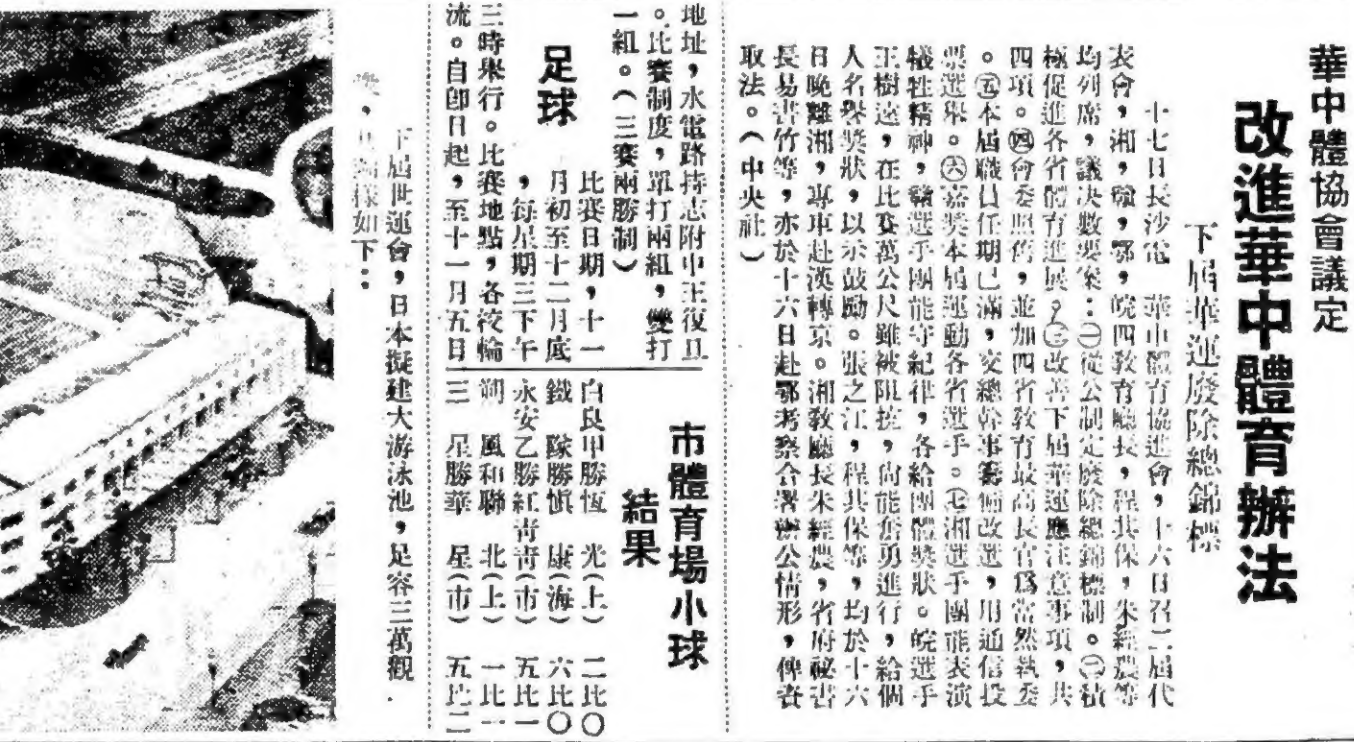 華中體協會議定
改進華中體育辦法
下屆華運廢除總錦標
十七日長沙電　華中體育協進會，十六日召二屆代
表會，湘，贛，鄂，皖四教育廳長，程其保，朱經農等
均列席，議決數要案：㊀從公制定廢除總錦標制。㊁積
極促進各省體育進展，㊂改善下屆華運應注意事項，共
四項。㊃會委照舊，並加四省教育最高長官爲當然執委
。㊄本屆職員任期已滿，交總幹事籌備改選，用通信投
票選舉。㊅嘉奬本屆運動各省選手。㊆湘選手團能表演
犧牲精神，贛選手團能守紀律，各給團體奬狀。皖選手
王樹遠，在比賽萬公尺雖被阻㧪，尙能奮勇進行，給個
人名譽奬狀，以示鼓勵。張之江，程其保等，均於十六
日晚離湘，專車赴漢轉京。湘教廳長朱經農，省府祕書
長易書竹等，亦於十六日赴鄂考察合署辦公情形，俾資
取法。（中央社）
地址，水電路持志附中王復旦
。比賽制度，單打兩組，雙打
一組。（三賽兩勝制）
足球
比賽日期，十一
月初至十二月底
，每星期三下午
三時舉行。比賽地點，各校輪
流。自卽日起，至十一月五日
市體育場小球
結果
白良甲勝恆　光（上）　二比〇
鐵　隊勝愼　康（海）　六比〇
永安乙勝紅青青（市）　五比一
朔　風和聯　北（上）　一比一
三　星勝華　星（市）　五比二
下屆世運會，日本擬建大游泳池，足容三萬觀
，其圖樣如下：